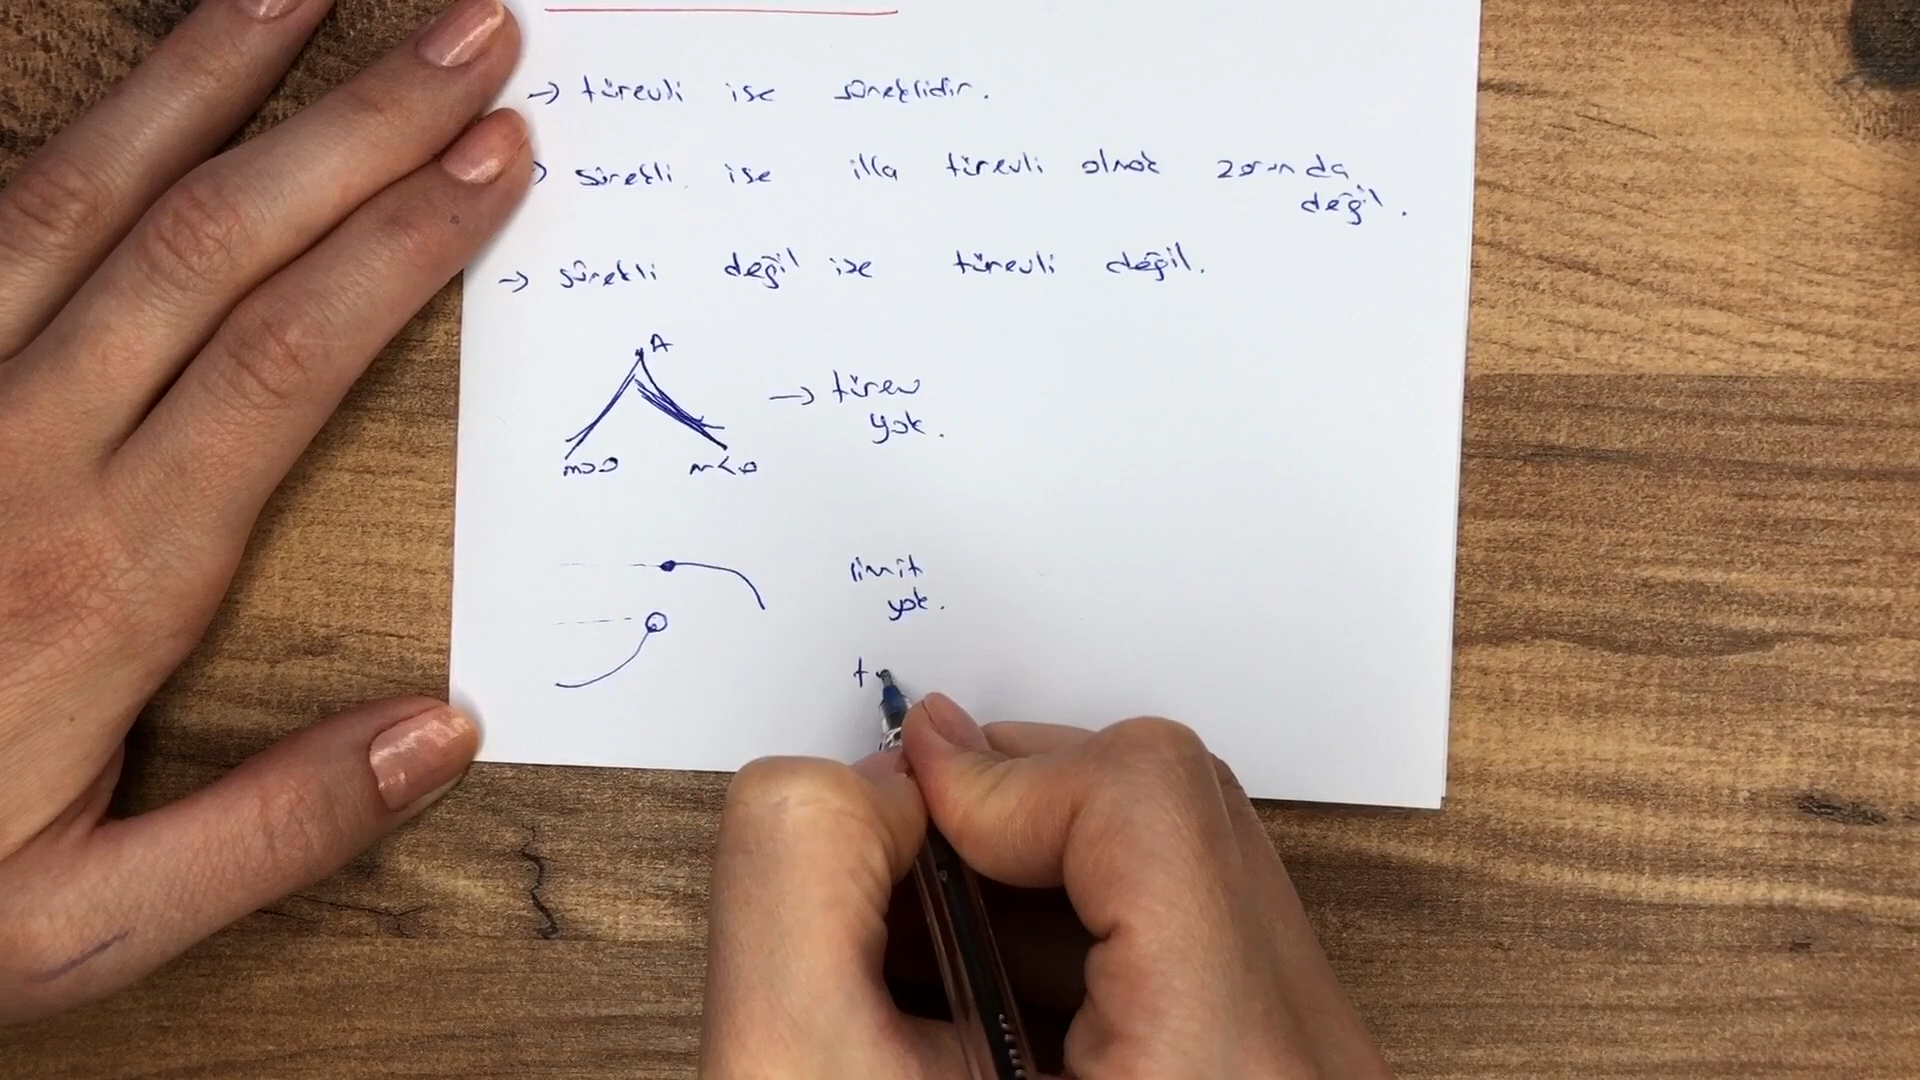 → türevli ise süreklidir.
→ sürekli ise illa türevli olmak zorunda
değil.
→ sürekli değil ise türevli değil.
A
→ türev
yok.
m>0 m<0
limit
yok.
t